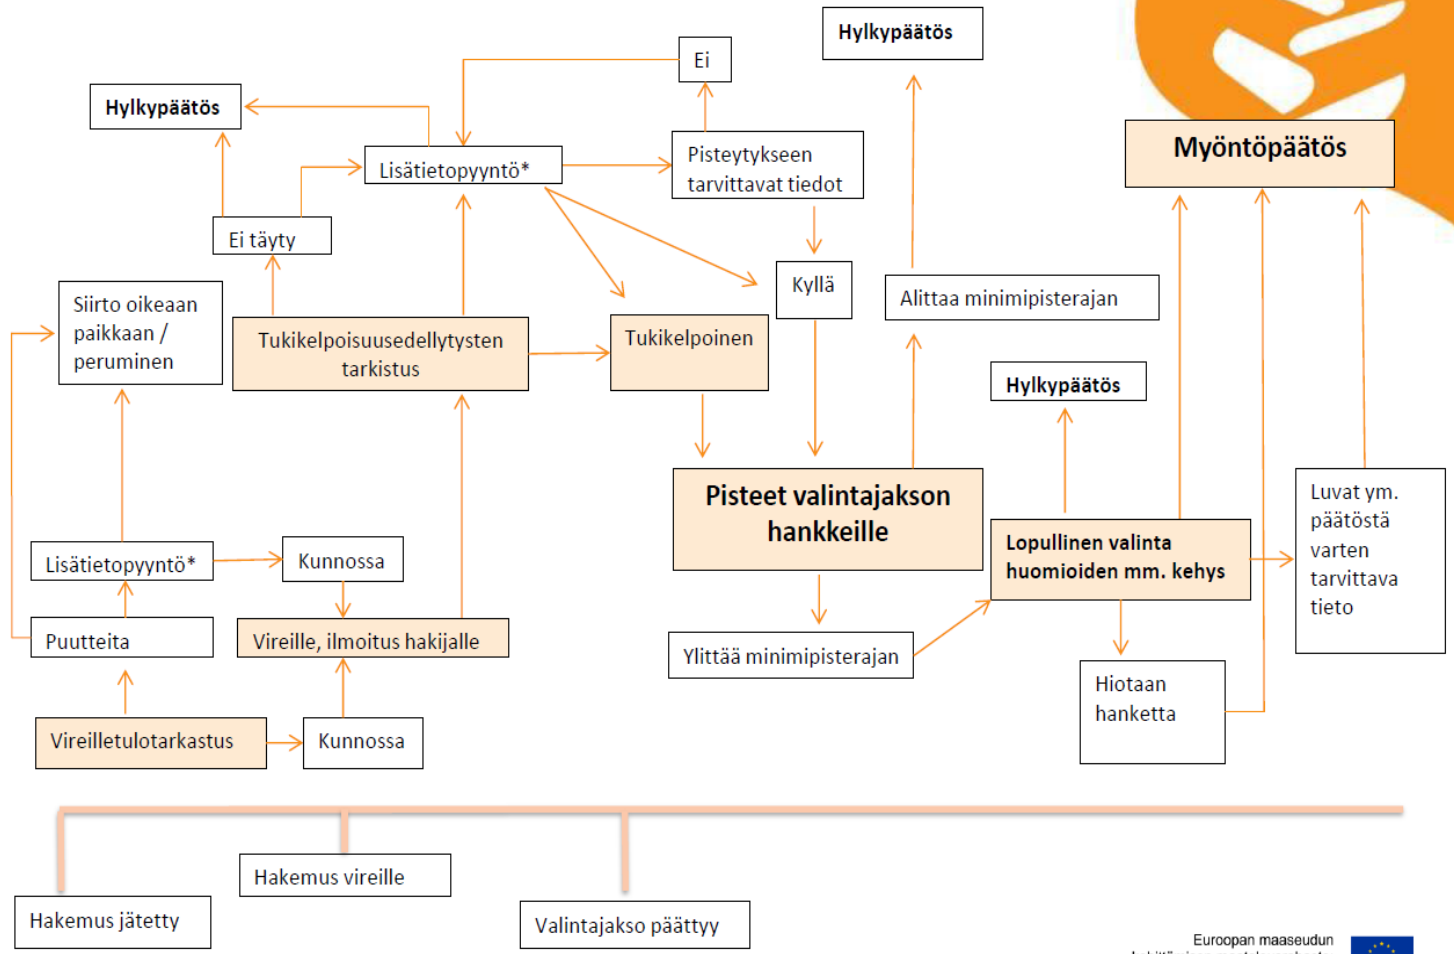 Hylkypäätös
Ei
Hylkypäätös
Myöntöpäätös
Lisätietopyyntö*
Pisteytykseen
tarvittavat tiedot
Ei täyty
Siirto oikeaan
paikkaan /
peruminen
Kyllä
Alittaa minimipisterajan
Tukikelpoisuusedellytysten
tarkistus
Tukikelpoinen
Hylkypäätös
Pisteet valintajakson
hankkeille
Luvat ym.
päätöstä
varten
tarvittava
tieto
Lopullinen valinta
huomioiden mm. kehys
Lisätietopyyntö*
Kunnossa
Puutteita
Vireille, ilmoitus hakijalle
Ylittää minimipisterajan
Hiotaan
hanketta
Vireilletulotarkastus
Kunnossa
Hakemus vireille
Hakemus jätetty
Valintajakso päättyy
Euroopan maaseudun